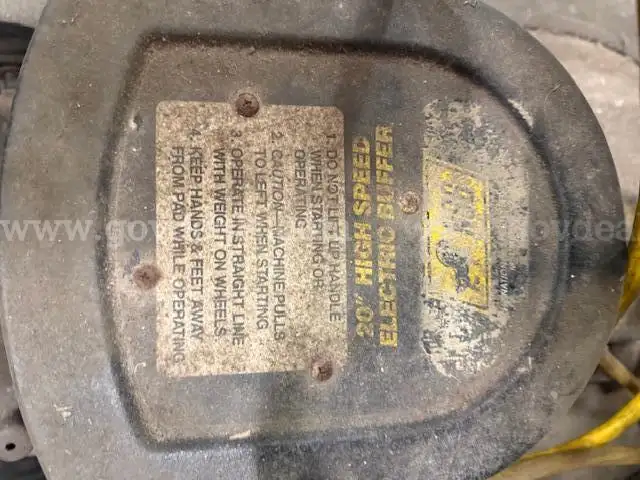 20" HIGH SPEED
ELECTRIC BUFFER
1. DO NOT LIFT UP HANDLE
WHEN STARTING OR
OPERATING
2. CAUTION—MACHINE PULLS
TO LEFT WHEN STARTING
3. OPERATE IN STRAIGHT LINE
WITH WEIGHT ON WHEELS.
4. KEEP HANDS & FEET AWAY
FROM PAD WHILE OPERATING